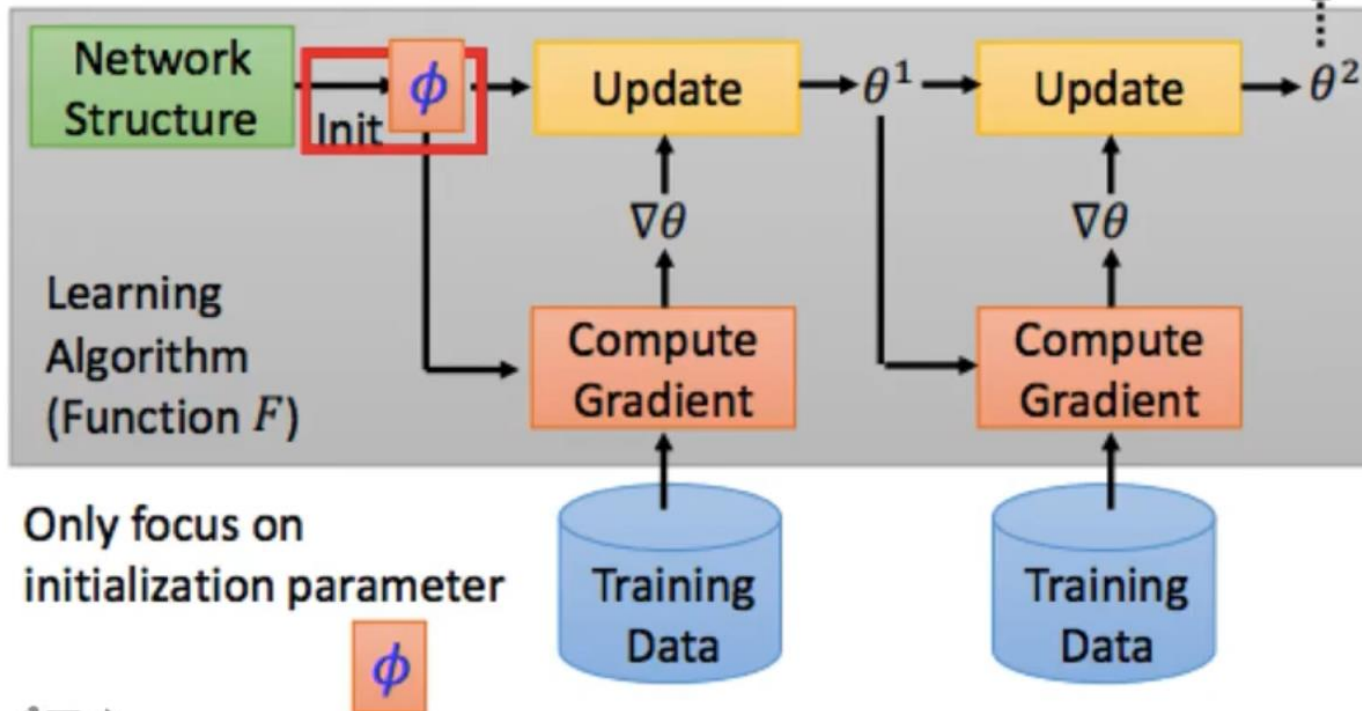 Network
Structure
Init
ϕ
Update
θ¹
Update
θ²
∇θ
∇θ
Learning
Algorithm
(Function F)
Compute
Gradient
Compute
Gradient
Only focus on
initialization parameter
ϕ
Training
Data
Training
Data